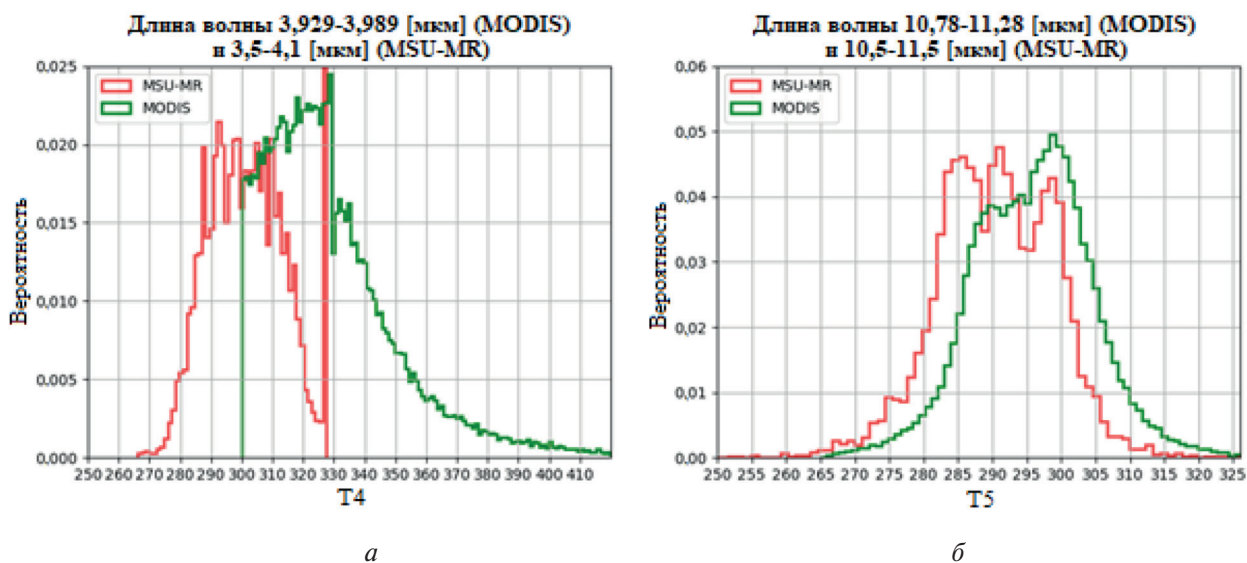 Длина волны 3,929-3,989 [мкм] (MODIS)
и 3,5-4,1 [мкм] (MSU-MR)
0.025
0.020
0.015
0.010
0.005
0.000
Вероятность
MSU-MR
MODIS
250 260 270 280 290 300 310 320 330 340 350 360 370 380 390 400 410
T4
а
Длина волны 10,78-11,28 [мкм] (MODIS)
и 10,5-11,5 [мкм] (MSU-MR)
0,06
0,05
0,04
0,03
0,02
0,01
0,00
Вероятность
MSU-MR
MODIS
250 255 260 265 270 275 280 285 290 295 300 305 310 315 320 325
T5
б